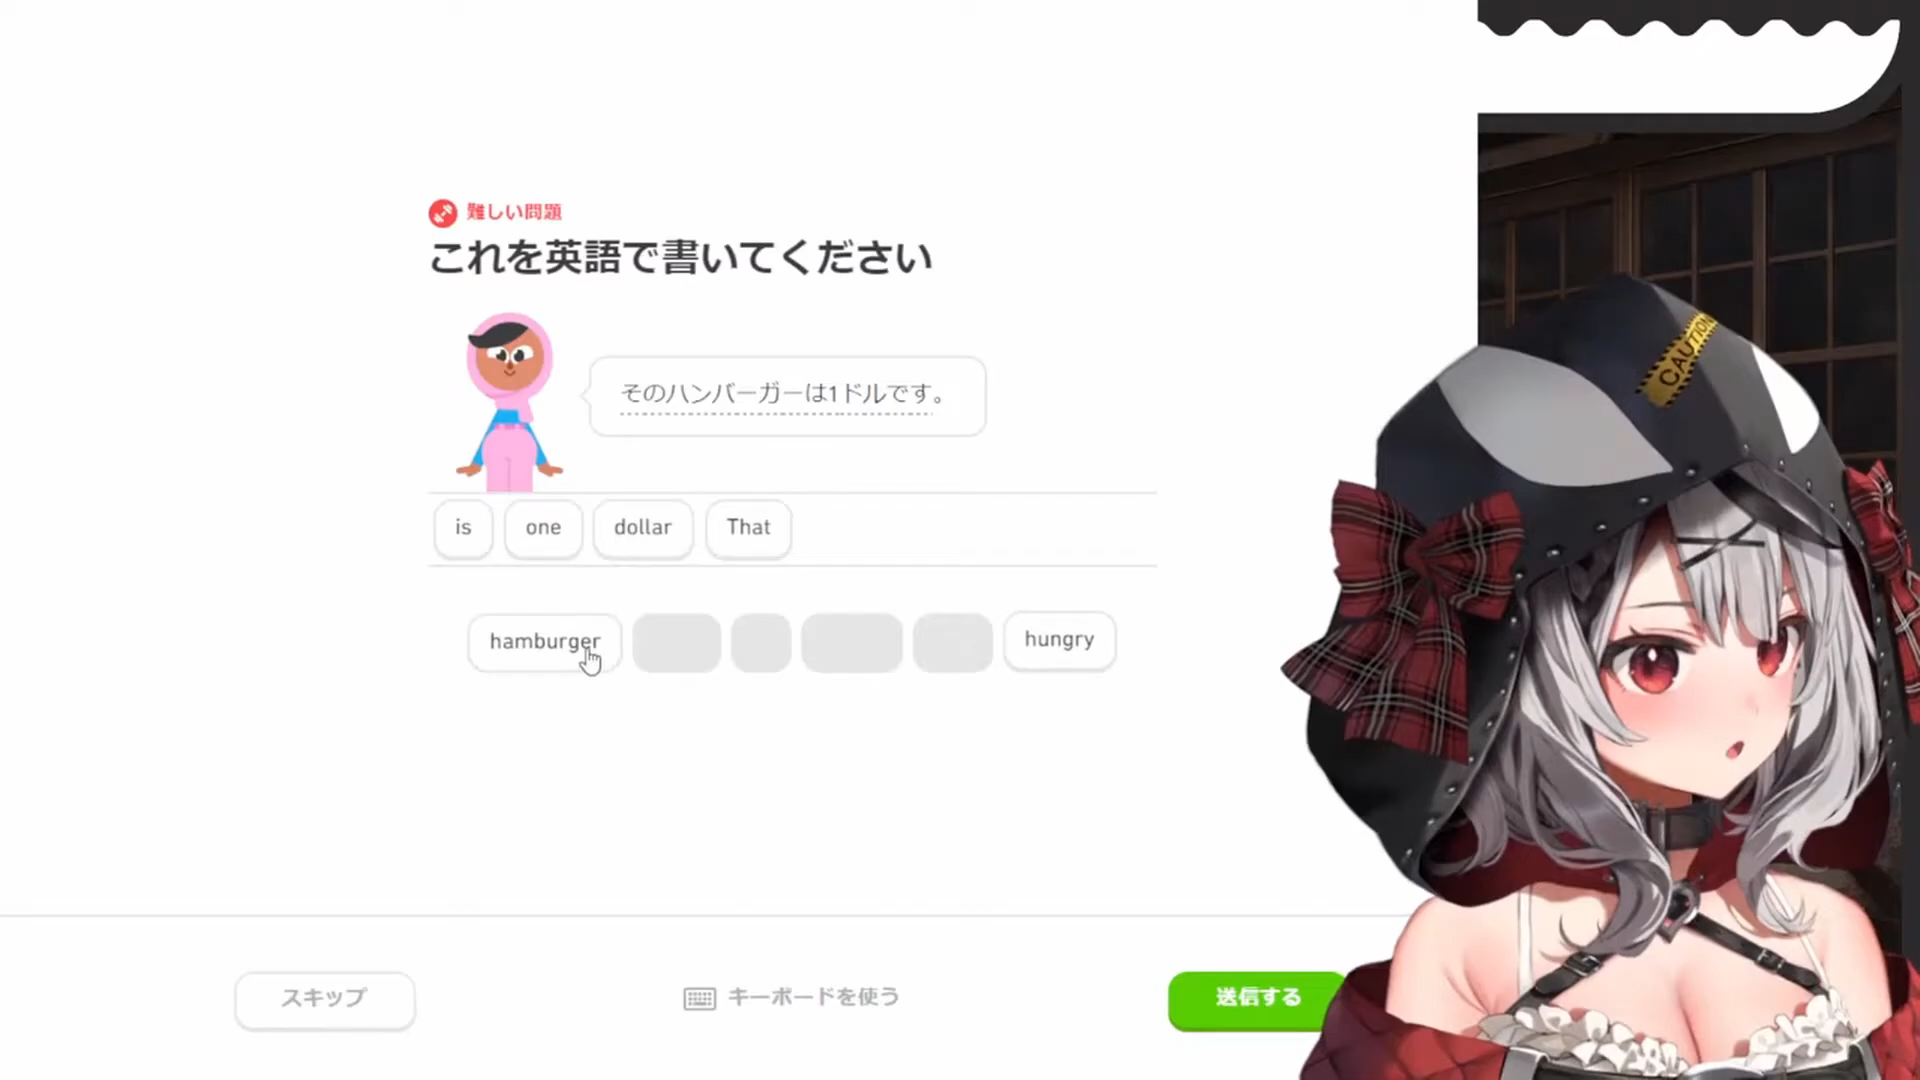 難しい問題
これを英語で書いてください
そのハンバーガーは1ドルです。
is one dollar That
hamburger hungry
スキップ
キーボードを使う
送信する
CAUTION